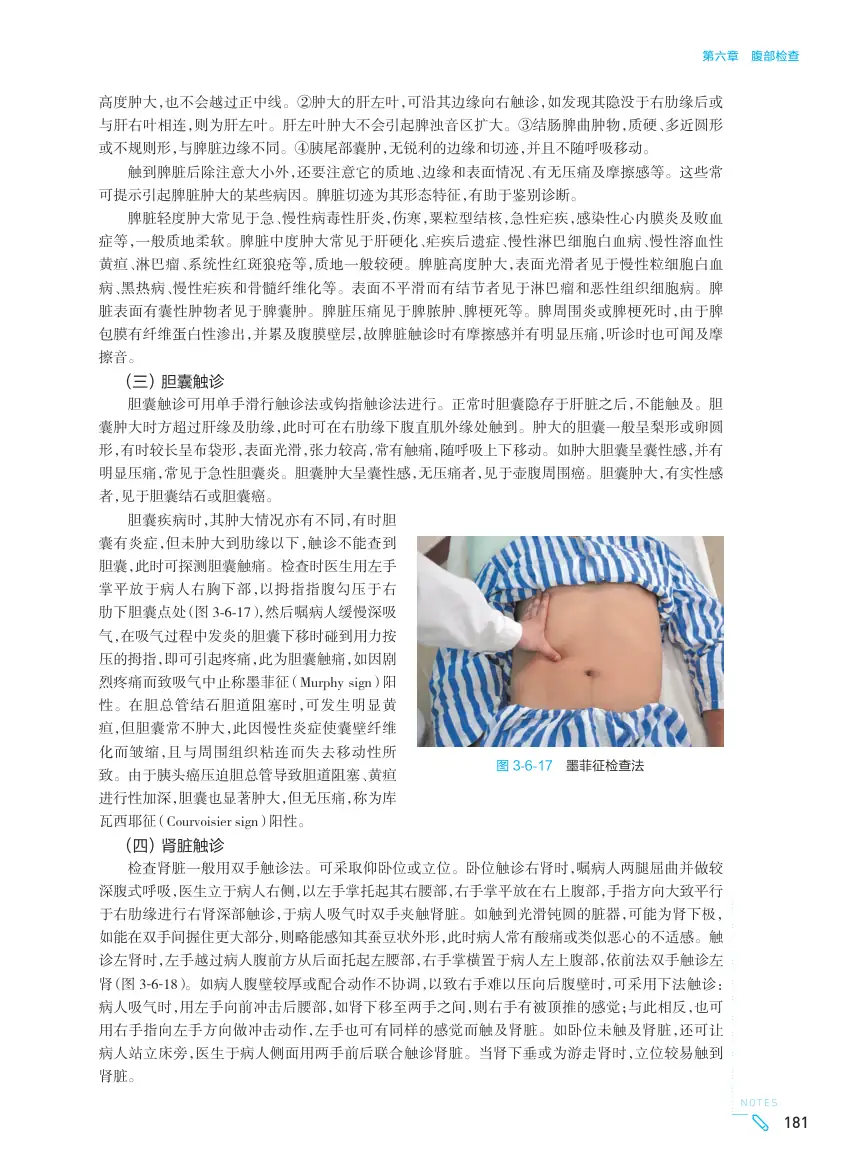 第六章 腹部检查
高度肿大,也不会越过正中线。②肿大的肝左叶,可沿其边缘向右触诊,如发现其隐没于右肋缘后或
与肝右叶相连,则为肝左叶。肝左叶肿大不会引起脾浊音区扩大。③结肠脾曲肿物,质硬、多近圆形
或不规则形,与脾脏边缘不同。④胰尾部囊肿,无锐利的边缘和切迹,并且不随呼吸移动。
触到脾脏后除注意大小外,还要注意它的质地、边缘和表面情况、有无压痛及摩擦感等。这些常
可提示引起脾脏肿大的某些病因。脾脏切迹为其形态特征,有助于鉴别诊断。
脾脏轻度肿大常见于急、慢性病毒性肝炎,伤寒,粟粒型结核,急性疟疾,感染性心内膜炎及败血
症等,一般质地柔软。脾脏中度肿大常见于肝硬化、疟疾后遗症、慢性淋巴细胞白血病、慢性溶血性
黄疸、淋巴瘤、系统性红斑狼疮等,质地一般较硬。脾脏高度肿大,表面光滑者见于慢性粒细胞白血
病、黑热病、慢性疟疾和骨髓纤维化等。表面不平滑而有结节者见于淋巴瘤和恶性组织细胞病。脾
脏表面有囊性肿物者见于脾囊肿。脾脏压痛见于脾脓肿、脾梗死等。脾周围炎或脾梗死时,由于脾
包膜有纤维蛋白性渗出,并累及腹膜壁层,故脾脏触诊时有摩擦感并有明显压痛,听诊时也可闻及摩
擦音。
(三)胆囊触诊
胆囊触诊可用单手滑行触诊法或钩指触诊法进行。正常时胆囊隐存于肝脏之后,不能触及。胆
囊肿大时方超过肝缘及肋缘,此时可在右肋缘下腹直肌外缘处触到。肿大的胆囊一般呈梨形或卵圆
形,有时较长呈布袋形,表面光滑,张力较高,常有触痛,随呼吸上下移动。如肿大胆囊呈囊性感,并有
明显压痛,常见于急性胆囊炎。胆囊肿大呈囊性感,无压痛者,见于壶腹周围癌。胆囊肿大,有实性感
者,见于胆囊结石或胆囊癌。
胆囊疾病时,其肿大情况亦有不同,有时胆
囊有炎症,但未肿大到肋缘以下,触诊不能查到
胆囊,此时可探测胆囊触痛。检查时医生用左手
掌平放于病人右胸下部,以拇指指腹勾压于右
肋下胆囊点处(图 3-6-17),然后嘱病人缓慢深吸
气,在吸气过程中发炎的胆囊下移时碰到用力按
压的拇指,即可引起疼痛,此为胆囊触痛,如因剧
烈疼痛而致吸气中止称墨菲征(Murphy sign)阳
性。在胆总管结石胆道阻塞时,可发生明显黄
疸,但胆囊常不肿大,此因慢性炎症使囊壁纤维
化而皱缩,且与周围组织粘连而失去移动性所
致。由于胰头癌压迫胆总管导致胆道阻塞、黄疸
进行性加深,胆囊也显著肿大,但无压痛,称为库
瓦西耶征(Courvoisier sign)阳性。
图 3-6-17 墨菲征检查法
(四)肾脏触诊
检查肾脏一般用双手触诊法。可采取仰卧位或立位。卧位触诊右肾时,嘱病人两腿屈曲并做较
深腹式呼吸,医生立于病人右侧,以左手掌托起其右腰部,右手掌平放在右上腹部,手指方向大致平行
于右肋缘进行右肾深部触诊,于病人吸气时双手夹触肾脏。如触到光滑钝圆的脏器,可能为肾下极,
如能在双手间握住更大部分,则略能感知其蚕豆状外形,此时病人常有酸痛或类似恶心的不适感。触
诊左肾时,左手越过病人腹前方从后面托起左腰部,右手掌横置于病人左上腹部,依前法双手触诊左
肾(图 3-6-18)。如病人腹壁较厚或配合动作不协调,以致右手难以压向后腹壁时,可采用下法触诊:
病人吸气时,用左手向前冲击后腰部,如肾下移至两手之间,则右手有被顶推的感觉;与此相反,也可
用右手指向左手方向做冲击动作,左手也可有同样的感觉而触及肾脏。如卧位未触及肾脏,还可让
病人站立床旁,医生于病人侧面用两手前后联合触诊肾脏。当肾下垂或为游走肾时,立位较易触到
肾脏。
NOTES
181